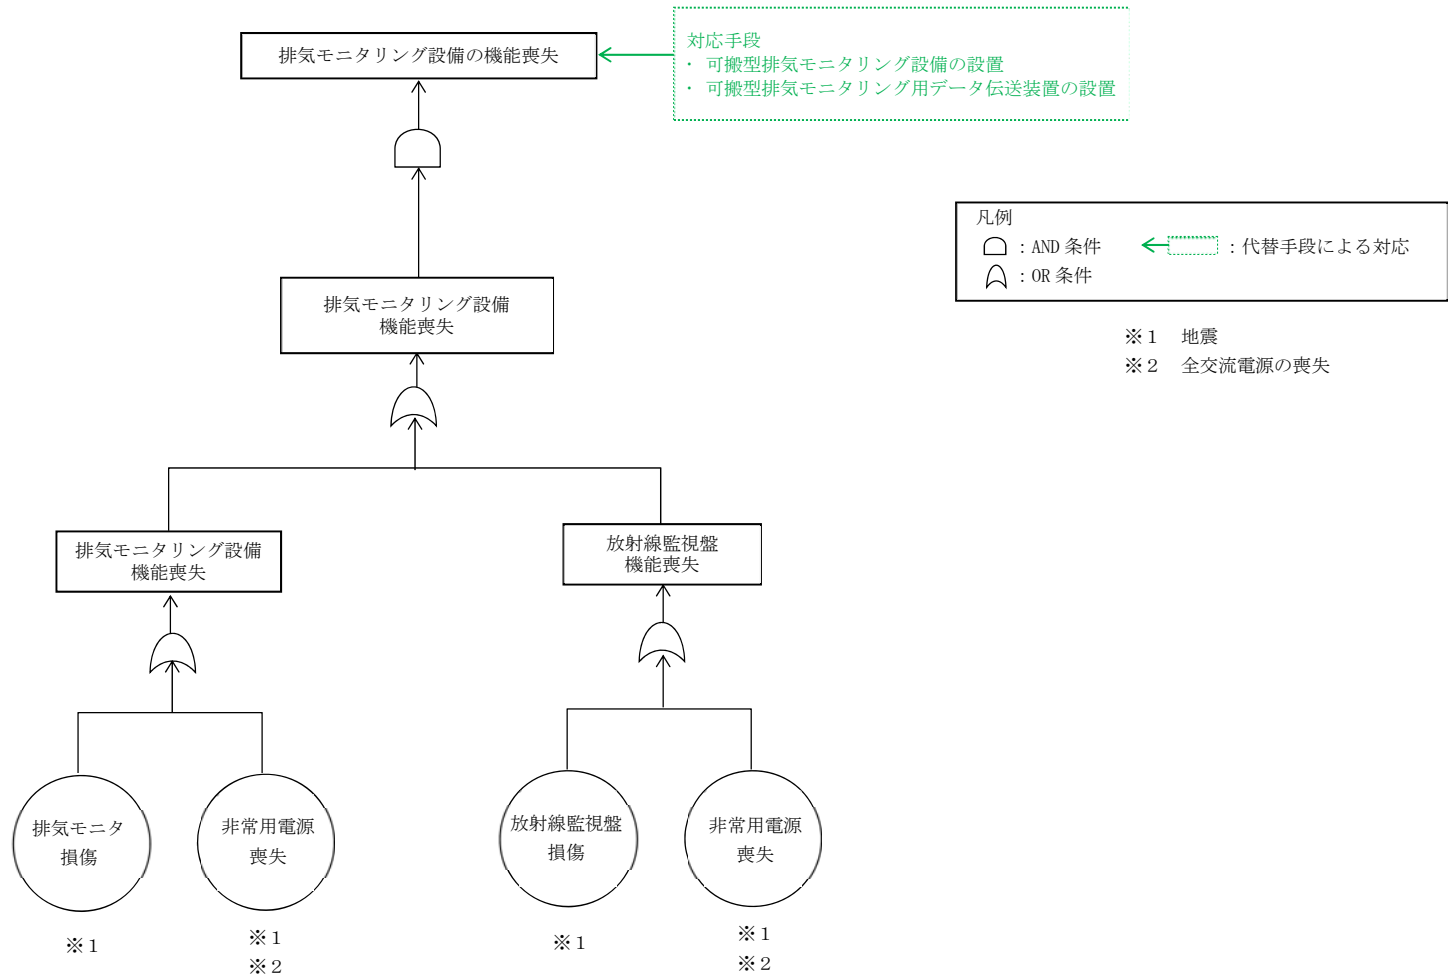 排気モニタリング設備の機能喪失
対応手段
・ 可搬型排気モニタリング設備の設置
・ 可搬型排気モニタリング用データ伝送装置の設置
凡例
：AND 条件
：代替手段による対応
：OR 条件
※１ 地震
※２ 全交流電源の喪失
排気モニタリング設備
機能喪失
排気モニタリング設備
機能喪失
放射線監視盤
機能喪失
排気モニタ
損傷
非常用電源
喪失
放射線監視盤
損傷
非常用電源
喪失
※１
※１
※２
※１
※１
※２